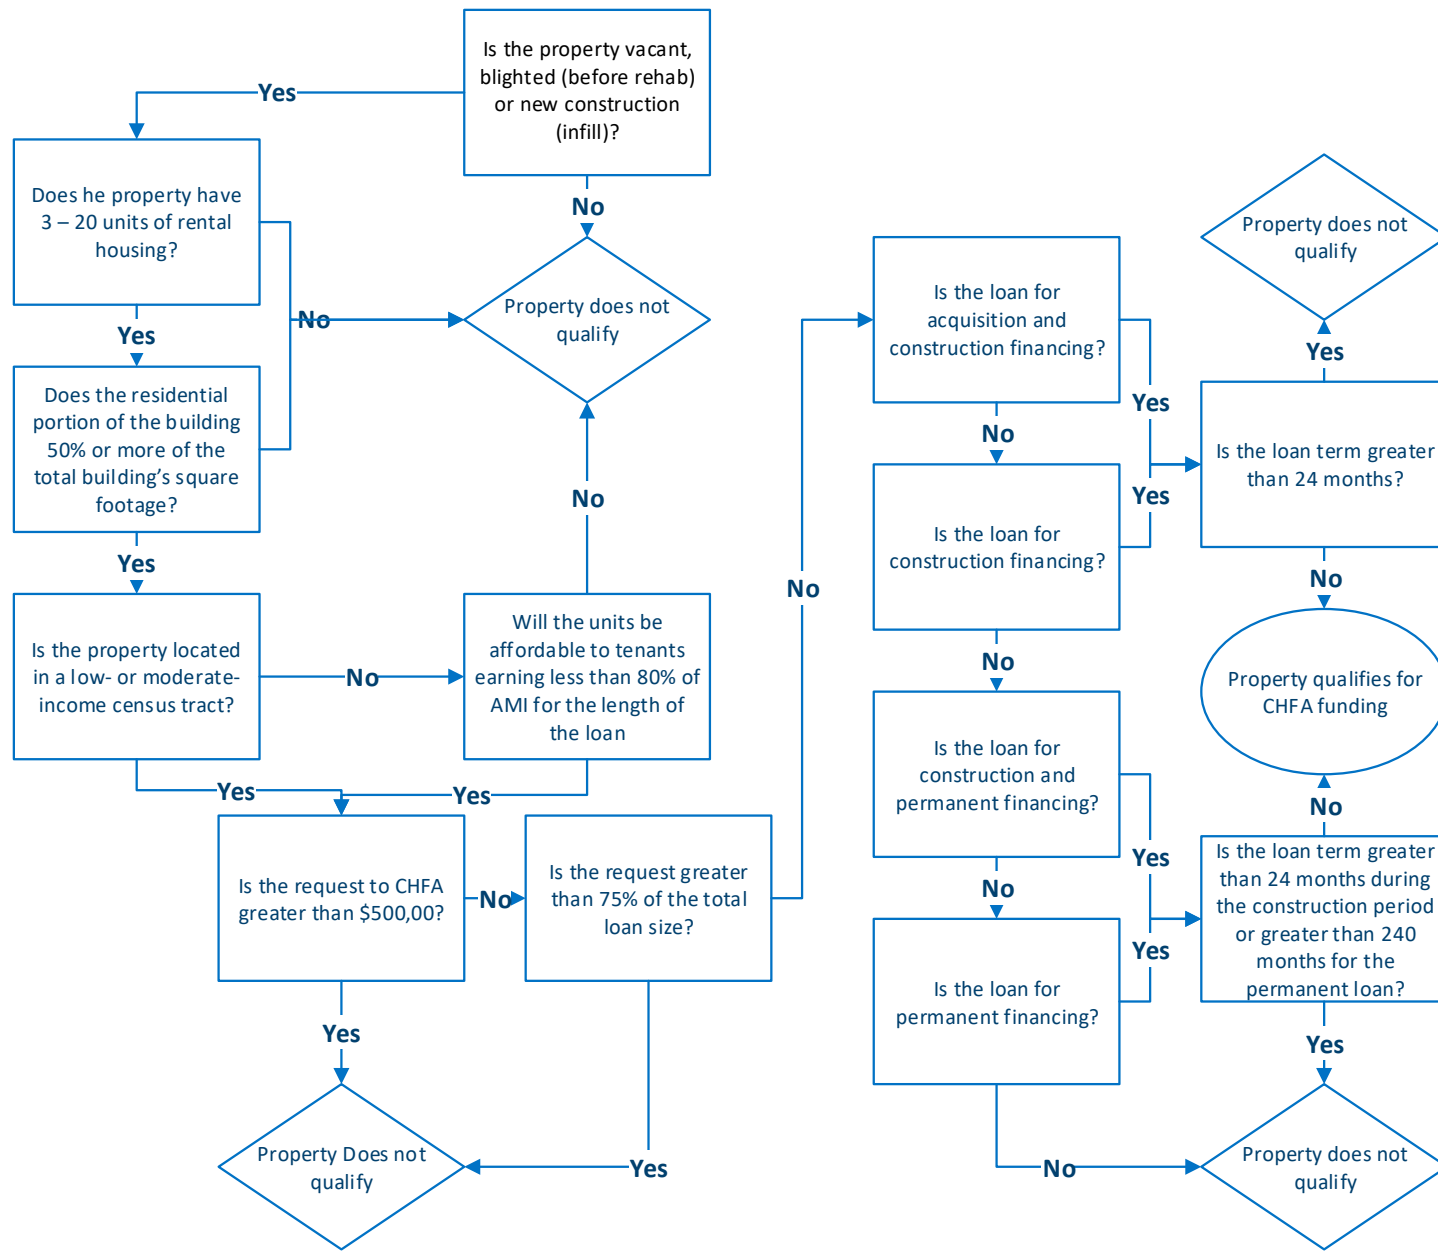 Is the property vacant,
blighted (before rehab)
or new construction
(infill)?
Yes
No
Does he property have
3 – 20 units of rental
housing?
No
Yes
Property does not
qualify
Does the residential
portion of the building
50% or more of the
total building's square
footage?
Yes
No
Is the property located
in a low- or moderate-
income census tract?
No
Will the units be
affordable to tenants
earning less than 80% of
AMI for the length of
the loan
Yes
Yes
Is the request to CHFA
greater than $500,00?
No
Is the request greater
than 75% of the total
loan size?
No
Yes
Yes
Property Does not
qualify
Is the loan for
acquisition and
construction financing?
Yes
No
Is the loan for
construction financing?
Yes
No
Property does not
qualify
Yes
Is the loan term greater
than 24 months?
No
Property qualifies for
CHFA funding
Is the loan for
construction and
permanent financing?
Yes
No
Is the loan for
permanent financing?
Yes
No
No
Is the loan term greater
than 24 months during
the construction period
or greater than 240
months for the
permanent loan?
Yes
Property does not
qualify